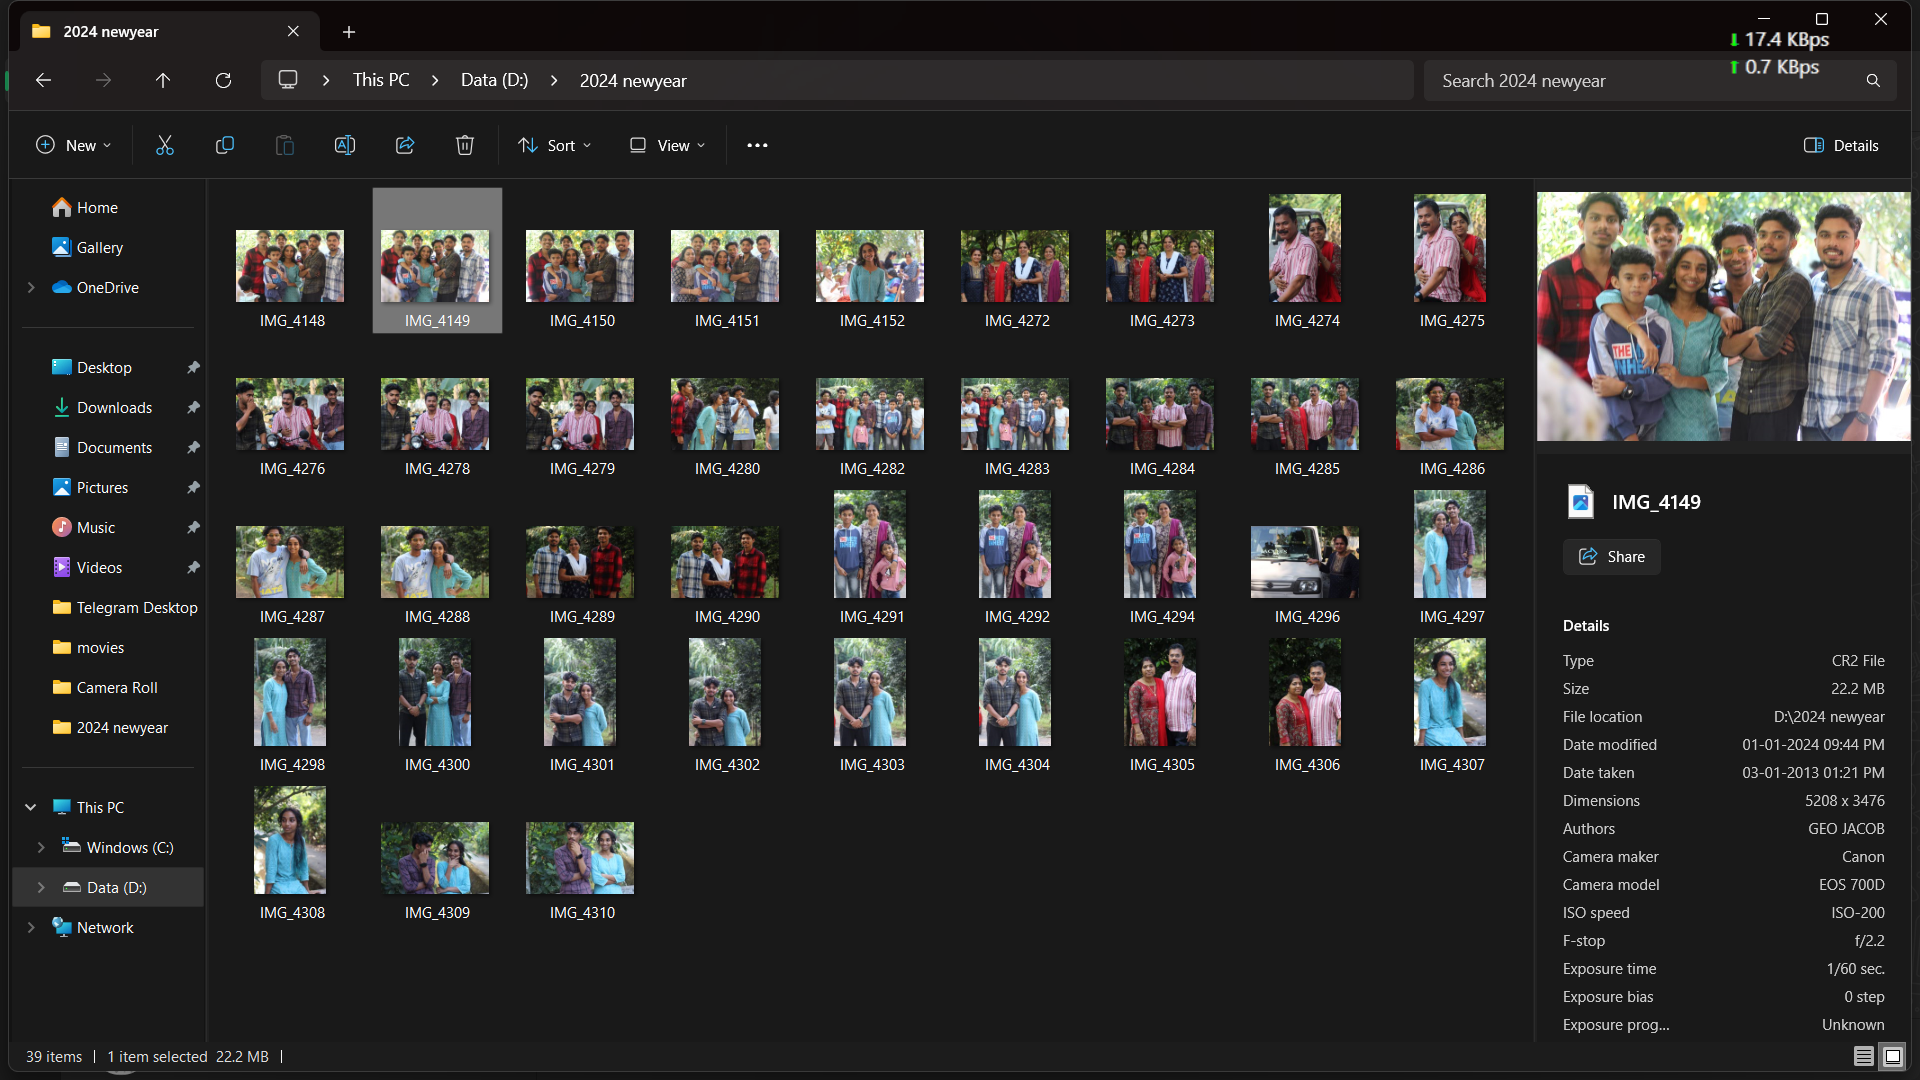 2024 newyear
17.4 KBps
0.7 KBps
This PC
Data (D:)
2024 newyear
Search 2024 newyear
New
Sort
View
Details
Home
Gallery
OneDrive
Desktop
Downloads
Documents
Pictures
Music
Videos
Telegram Desktop
movies
Camera Roll
2024 newyear
This PC
Windows (C:)
Data (D:)
Network
IMG_4148 IMG_4149 IMG_4150 IMG_4151 IMG_4152 IMG_4272 IMG_4273 IMG_4274 IMG_4275
IMG_4276 IMG_4278 IMG_4279 IMG_4280 IMG_4282 IMG_4283 IMG_4284 IMG_4285 IMG_4286
IMG_4287 IMG_4288 IMG_4289 IMG_4290 IMG_4291 IMG_4292 IMG_4294 IMG_4296 IMG_4297
IMG_4298 IMG_4300 IMG_4301 IMG_4302 IMG_4303 IMG_4304 IMG_4305 IMG_4306 IMG_4307
IMG_4308 IMG_4309 IMG_4310
THE
IMG_4149
Share
Details
Type CR2 File
Size 22.2 MB
File location D:\2024 newyear
Date modified 01-01-2024 09:44 PM
Date taken 03-01-2013 01:21 PM
Dimensions 5208 x 3476
Authors GEO JACOB
Camera maker Canon
Camera model EOS 700D
ISO speed ISO-200
F-stop f/2.2
Exposure time 1/60 sec.
Exposure bias 0 step
Exposure prog... Unknown
39 items
1 item selected 22.2 MB